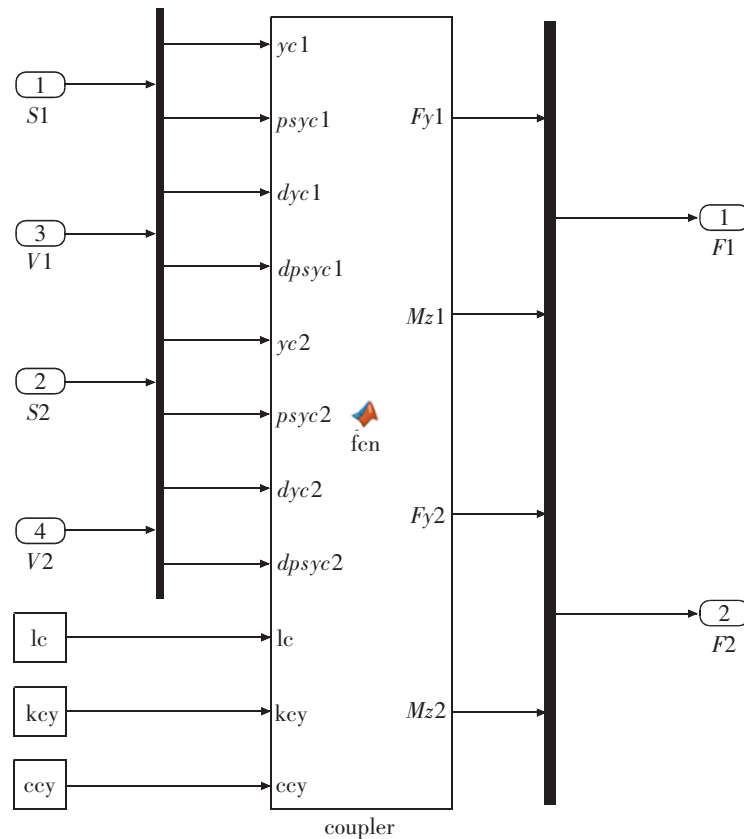 1
S1
3
V1
2
S2
4
V2
lc
kcy
ccy
yc1
psyc1
dyc1
dpsyc1
yc2
psyc2
dyc2
dpsyc2
lc
kcy
ccy
fcn
Fy1
Mz1
Fy2
Mz2
coupler
1
F1
2
F2